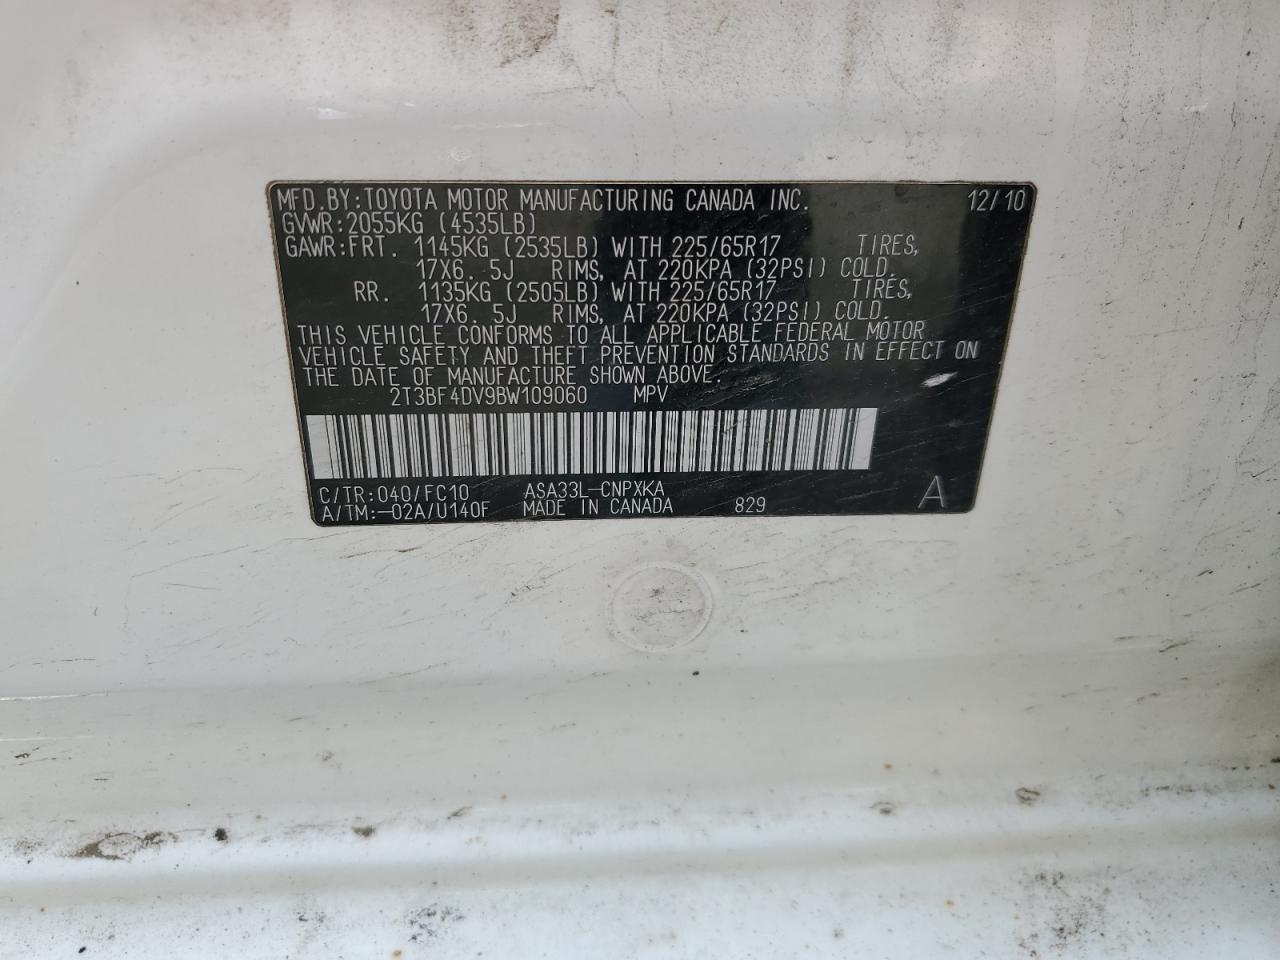 MFD.BY:TOYOTA MOTOR MANUFACTURING CANADA INC. 12/10
GVWR:2055KG (4535LB)
GAWR:FRT. 1145KG (2535LB) WITH 225/65R17 TIRES,
17X6. 5J RIMS, AT 220KPA (32PSI) COLD.
RR. 1135KG (2505LB) WITH 225/65R17 TIRES,
17X6. 5J RIMS, AT 220KPA (32PSI) COLD.
THIS VEHICLE CONFORMS TO ALL APPLICABLE FEDERAL MOTOR
VEHICLE SAFETY AND THEFT PREVENTION STANDARDS IN EFFECT ON
THE DATE OF MANUFACTURE SHOWN ABOVE.
2T3BF4DV9BW109060 MPV
C/TR:040/FC10 ASA33L-CNPXKA
A/TM:-02A/U140F MADE IN CANADA 829 A